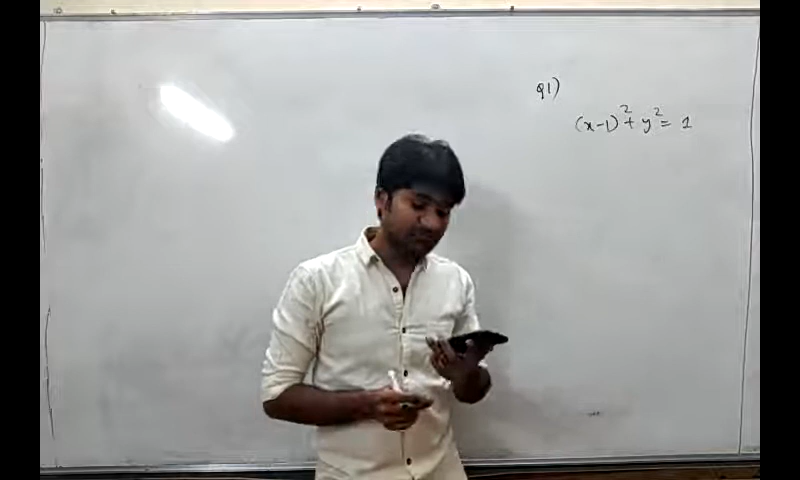 Q1)
(x-1)² + y² = 1